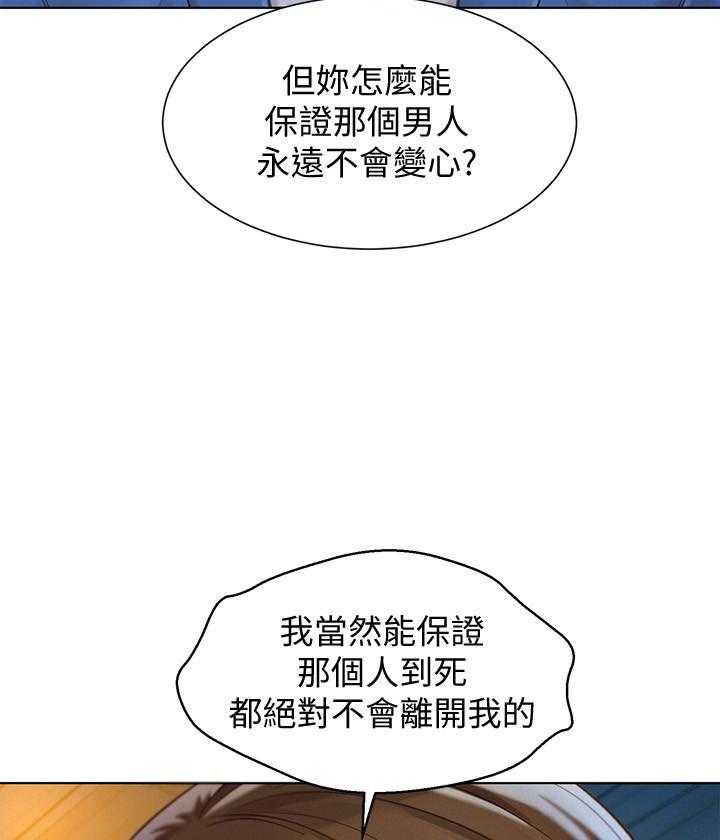 但妳怎麼能
保證那個男人
永遠不會變心?
我當然能保證
那個人到死
都絕對不會離開我的